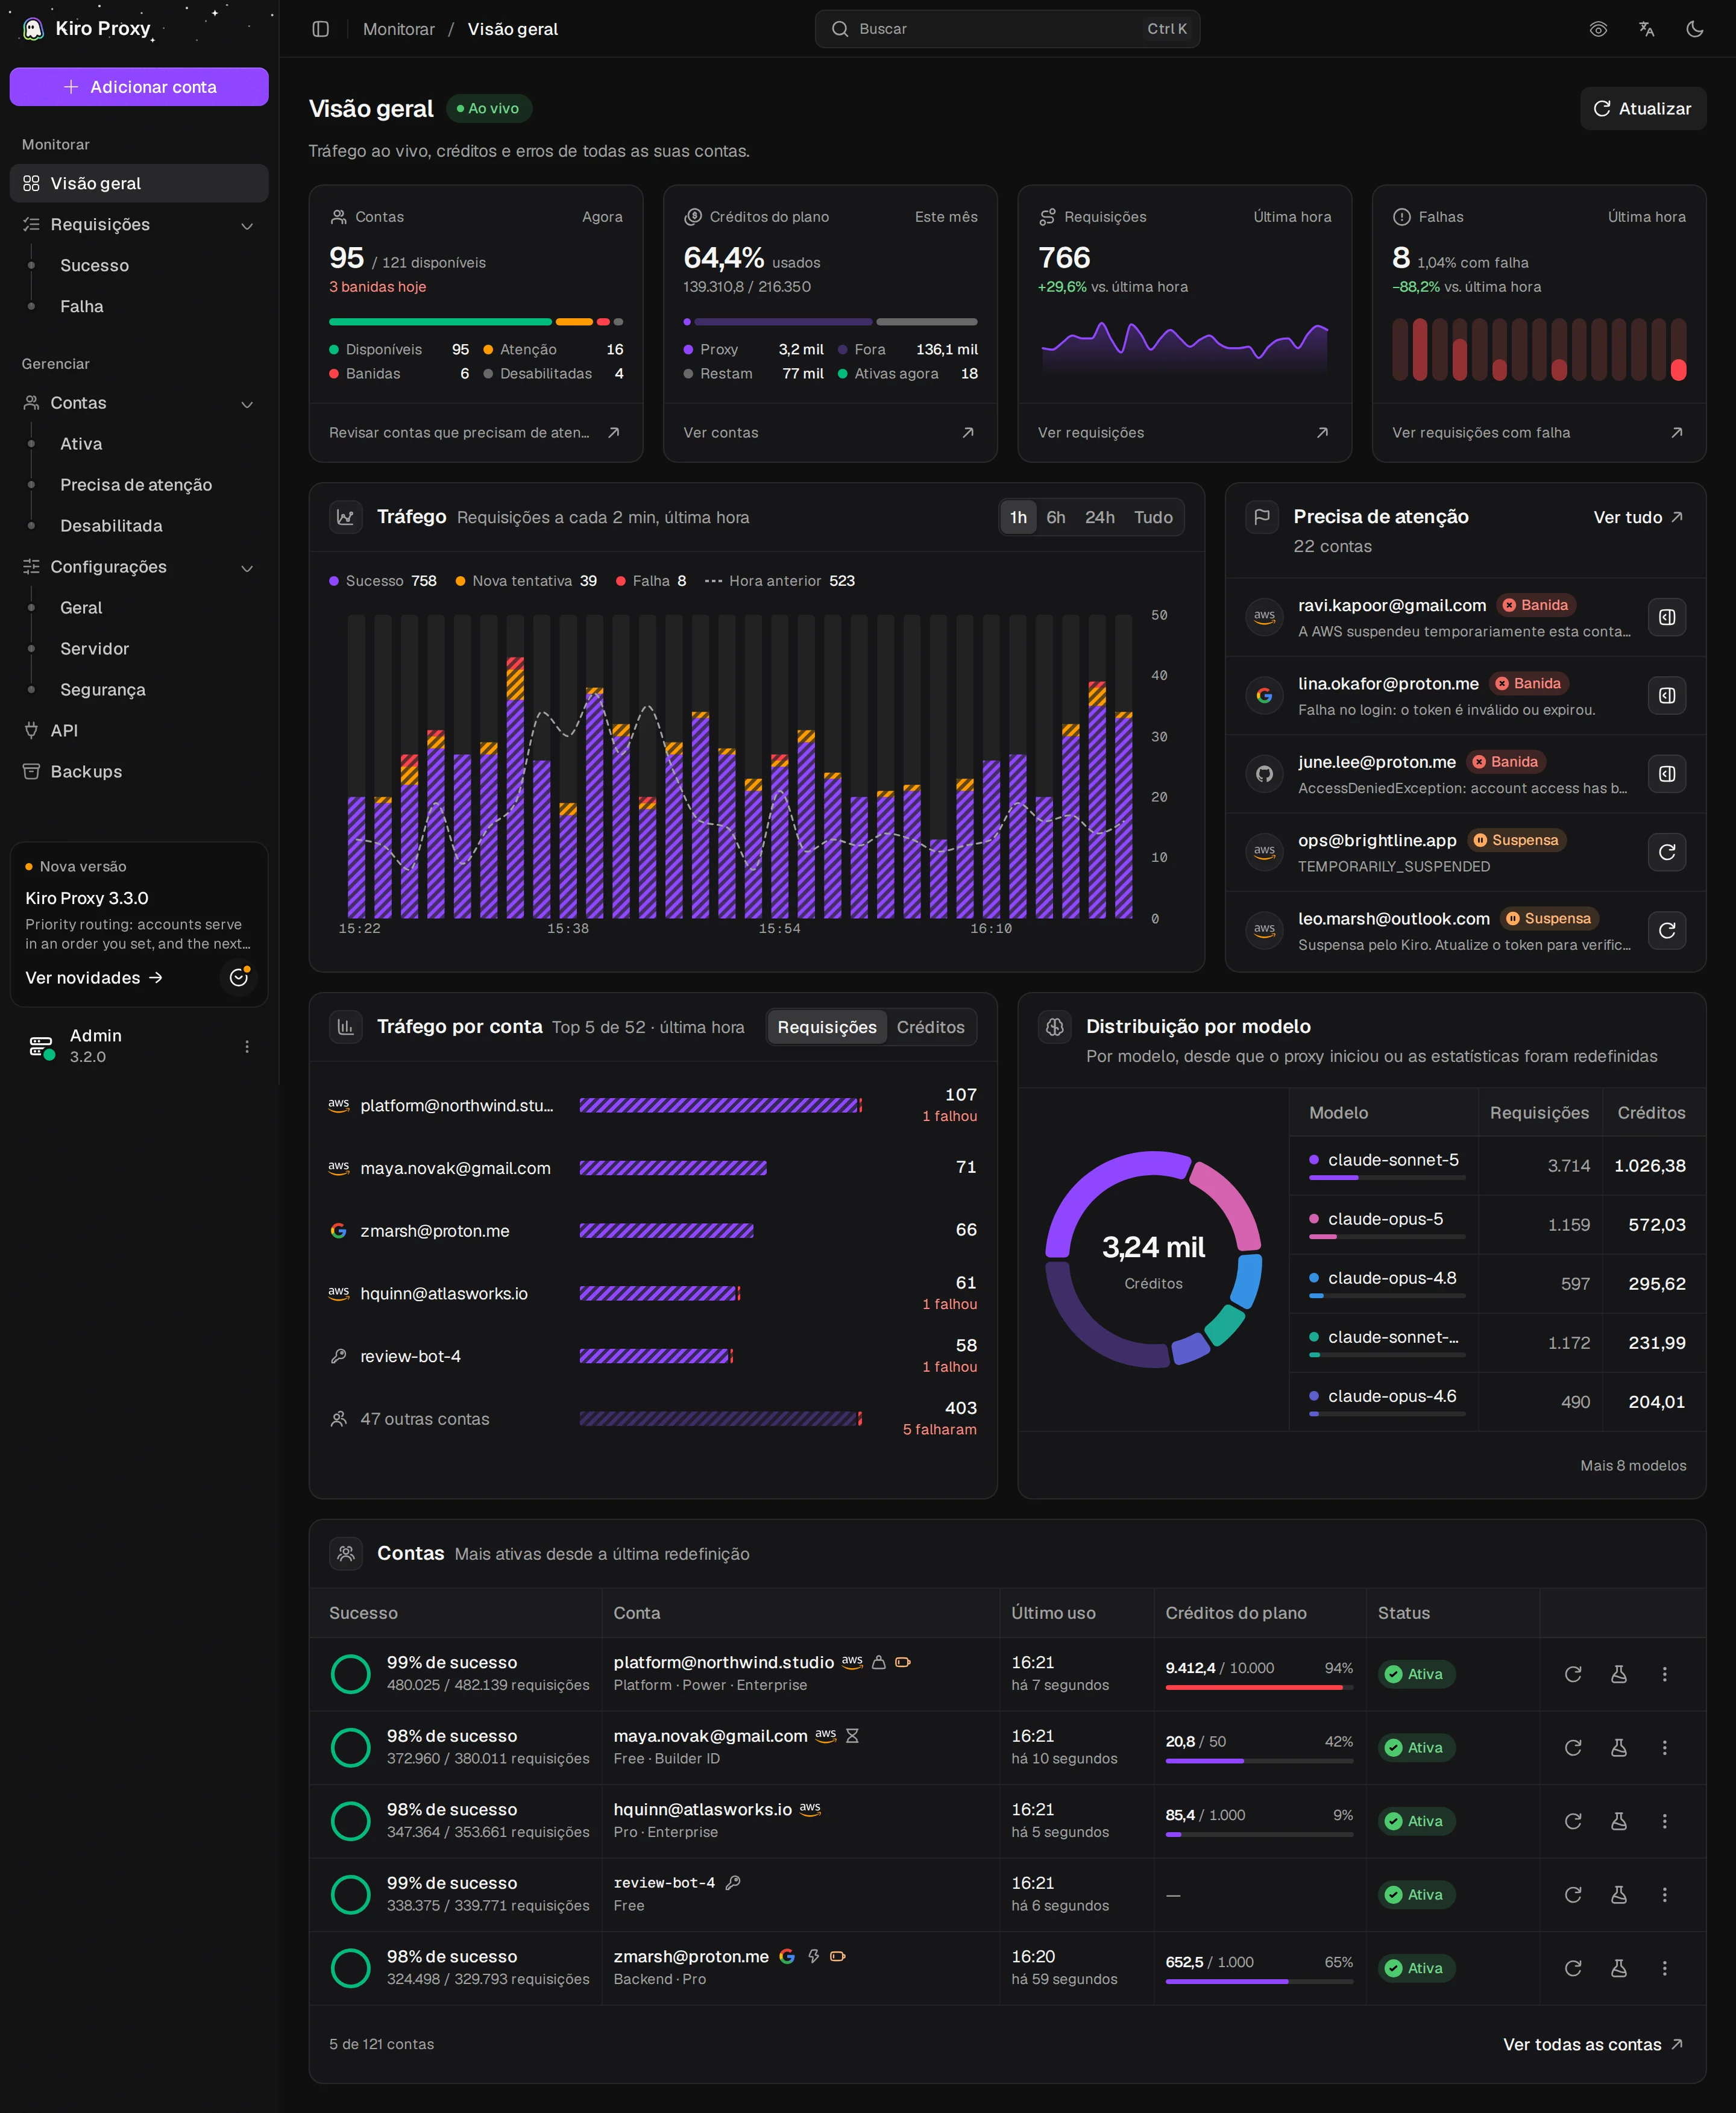 Kiro Proxy
Monitorar / Visão geral
Buscar
Ctrl K
Adicionar conta
Monitorar
Visão geral
Requisições
Sucesso
Falha
Gerenciar
Contas
Ativa
Precisa de atenção
Desabilitada
Configurações
Geral
Servidor
Segurança
API
Backups
Nova versão
Kiro Proxy 3.3.0
Priority routing: accounts serve
in an order you set, and the next...
Ver novidades
Admin
3.2.0
Visão geral
Ao vivo
Atualizar
Tráfego ao vivo, créditos e erros de todas as suas contas.
Contas
Agora
95 / 121 disponíveis
3 banidas hoje
Disponíveis 95
Atenção 16
Banidas 6
Desabilitadas 4
Revisar contas que precisam de aten...
Créditos do plano
Este mês
64,4% usados
139.310,8 / 216.350
Proxy 3,2 mil
Fora 136,1 mil
Restam 77 mil
Ativas agora 18
Ver contas
Requisições
Última hora
766
+29,6% vs. última hora
Ver requisições
Falhas
Última hora
8 1,04% com falha
−88,2% vs. última hora
Ver requisições com falha
Tráfego
Requisições a cada 2 min, última hora
1h 6h 24h Tudo
Sucesso 758
Nova tentativa 39
Falha 8
Hora anterior 523
50
40
30
20
10
0
15:22
15:38
15:54
16:10
Precisa de atenção
Ver tudo
22 contas
aws
ravi.kapoor@gmail.com
Banida
A AWS suspendeu temporariamente esta conta...
lina.okafor@proton.me
Banida
Falha no login: o token é inválido ou expirou.
june.lee@proton.me
Banida
AccessDeniedException: account access has b...
aws
ops@brightline.app
Suspensa
TEMPORARILY_SUSPENDED
aws
leo.marsh@outlook.com
Suspensa
Suspensa pelo Kiro. Atualize o token para verific...
Tráfego por conta
Top 5 de 52 · última hora
Requisições Créditos
aws
platform@northwind.stu...
107
1 falhou
aws
maya.novak@gmail.com
71
zmarsh@proton.me
66
aws
hquinn@atlasworks.io
61
1 falhou
review-bot-4
58
1 falhou
47 outras contas
403
5 falharam
Distribuição por modelo
Por modelo, desde que o proxy iniciou ou as estatísticas foram redefinidas
3,24 mil
Créditos
Modelo Requisições Créditos
claude-sonnet-5 3.714 1.026,38
claude-opus-5 1.159 572,03
claude-opus-4.8 597 295,62
claude-sonnet-... 1.172 231,99
claude-opus-4.6 490 204,01
Mais 8 modelos
Contas
Mais ativas desde a última redefinição
Sucesso Conta Último uso Créditos do plano Status
99% de sucesso
480.025 / 482.139 requisições
platform@northwind.studio aws
Platform · Power · Enterprise
16:21
há 7 segundos
9.412,4 / 10.000 94%
Ativa
98% de sucesso
372.960 / 380.011 requisições
maya.novak@gmail.com aws
Free · Builder ID
16:21
há 10 segundos
20,8 / 50 42%
Ativa
98% de sucesso
347.364 / 353.661 requisições
hquinn@atlasworks.io aws
Pro · Enterprise
16:21
há 5 segundos
85,4 / 1.000 9%
Ativa
99% de sucesso
338.375 / 339.771 requisições
review-bot-4
Free
16:21
há 6 segundos
—
Ativa
98% de sucesso
324.498 / 329.793 requisições
zmarsh@proton.me
Backend · Pro
16:20
há 59 segundos
652,5 / 1.000 65%
Ativa
5 de 121 contas
Ver todas as contas